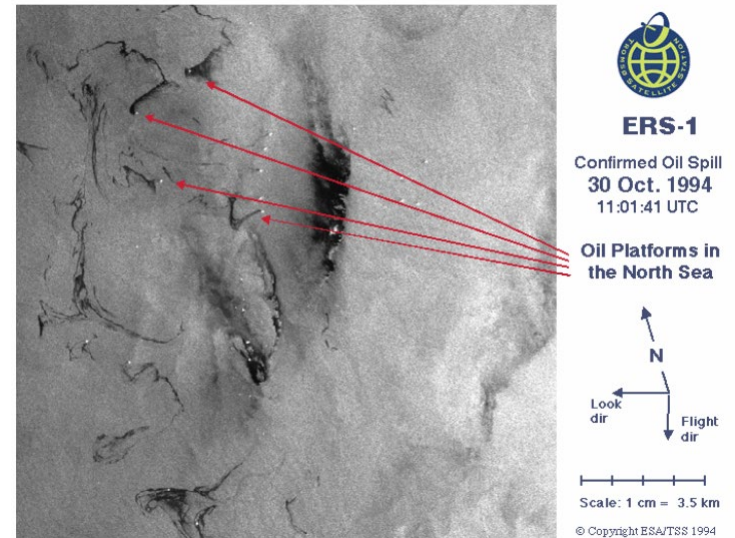 TROMSØ SATELLITE STATION
ERS-1
Confirmed Oil Spill
30 Oct. 1994
11:01:41 UTC
Oil Platforms in
the North Sea
N
Look
dir
Flight
dir
Scale: 1 cm = 3.5 km
© Copyright ESA/TSS 1994